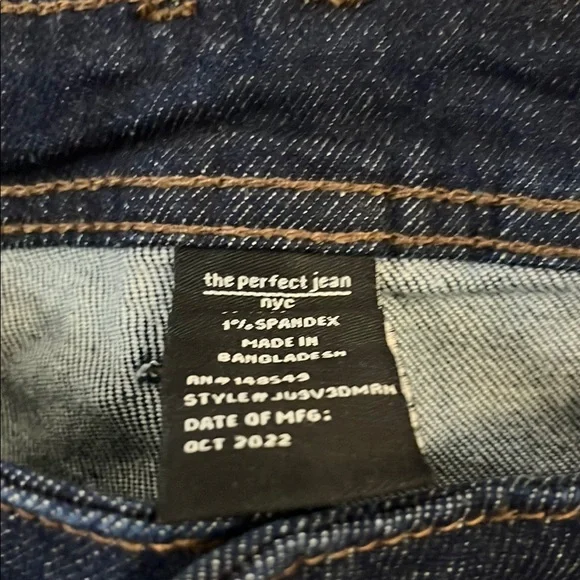 the perfect jean
nyc
1% SPANDEX
MADE IN
BANGLADESH
RN# 148549
STYLE# JU3V3DMRN
DATE OF MFG:
OCT 2022